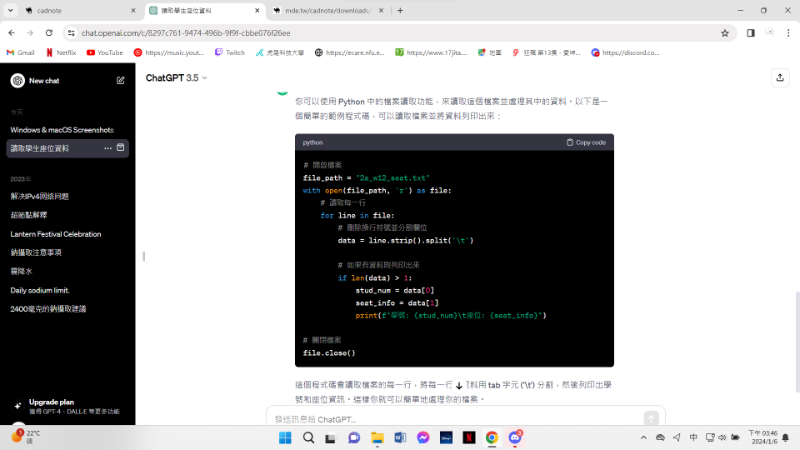 cadnote
讀取學生座位資料
mde.tw/cadnote/downloads/
chat.openai.com/c/8297c761-9474-496b-9f9f-cbbe076f26ee
Gmail
Netflix
YouTube
https://music.yout...
Twitch
虎尾科技大學
https://ecare.nfu.e...
https://www.17jita....
地圖
https://discord.co...
New chat
ChatGPT 3.5
今天
Windows & macOS Screenshots
讀取學生座位資料
2023年
解決IPv4网络问题
超節點解釋
Lantern Festival Celebration
鈉攝取注意事項
霧降水
Daily sodium limit.
2400毫克的鈉攝取建議
Upgrade plan
獲得 GPT-4、DALL·E 等更多功能
你可以使用 Python 中的檔案讀取功能，來讀取這個檔案並處理其中的資料。以下是一
個簡單的範例程式碼，可以讀取檔案並將資料列印出來：
python
Copy code
# 開啟檔案
file_path = "2a_w12_seat.txt"
with open(file_path, 'r') as file:
# 讀取每一行
for line in file:
# 刪除換行符號並分割欄位
data = line.strip().split('\t')
# 如果有資料則列印出來
if len(data) > 1:
stud_num = data[0]
seat_info = data[1]
print(f"學號: {stud_num}\t座位: {seat_info}")
# 關閉檔案
file.close()
這個程式碼會讀取檔案的每一行，將每一行 料用 tab 字元 ('\t') 分割，然後列印出學
號和座位資訊。這樣你就可以簡單地處理你的檔案。
發送訊息給 ChatGPT...
1
22°C
3
中
下午 03:46
2024/1/6